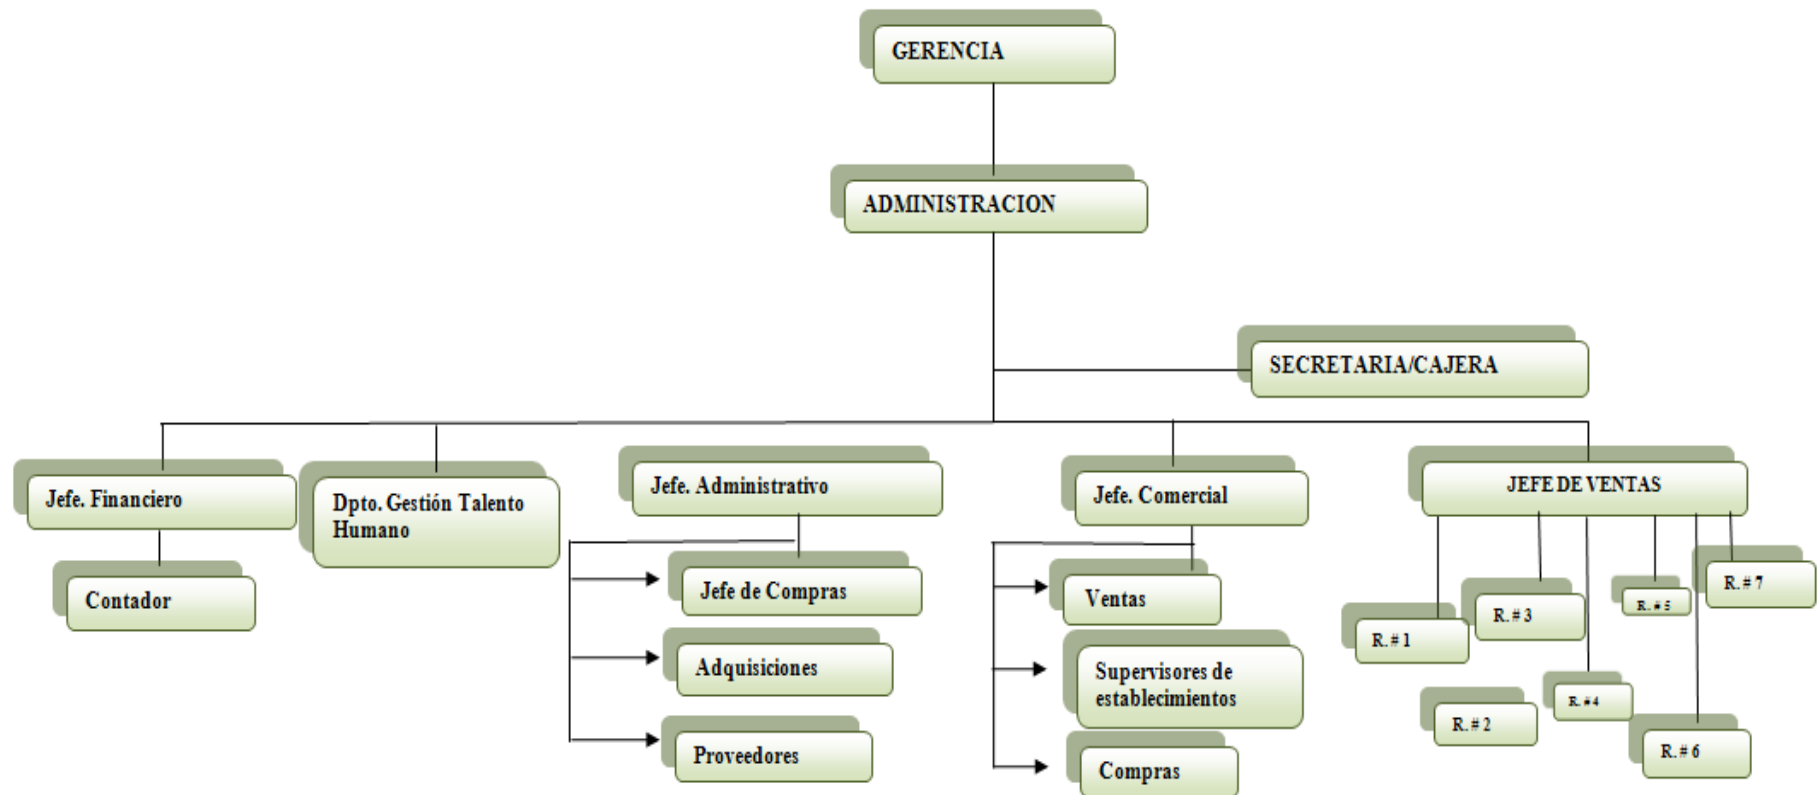 GERENCIA
ADMINISTRACION
SECRETARIA/CAJERA
Jefe. Financiero
Contador
Dpto. Gestión Talento
Humano
Jefe. Administrativo
Jefe de Compras
Adquisiciones
Proveedores
Jefe. Comercial
Ventas
Supervisores de
establecimientos
Compras
JEFE DE VENTAS
R. # 1
R. # 2
R. # 3
R. # 4
R. # 5
R. # 6
R. # 7